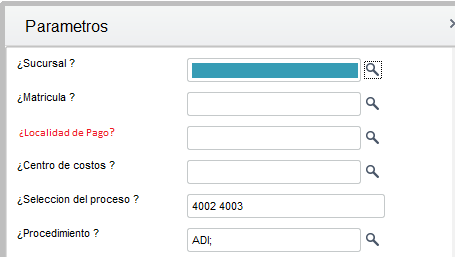 Parametros
¿Sucursal ?
¿Matricula ?
¿Localidad de Pago?
¿Centro de costos ?
¿Seleccion del proceso ? 4002 4003
¿Procedimiento ? ADI;